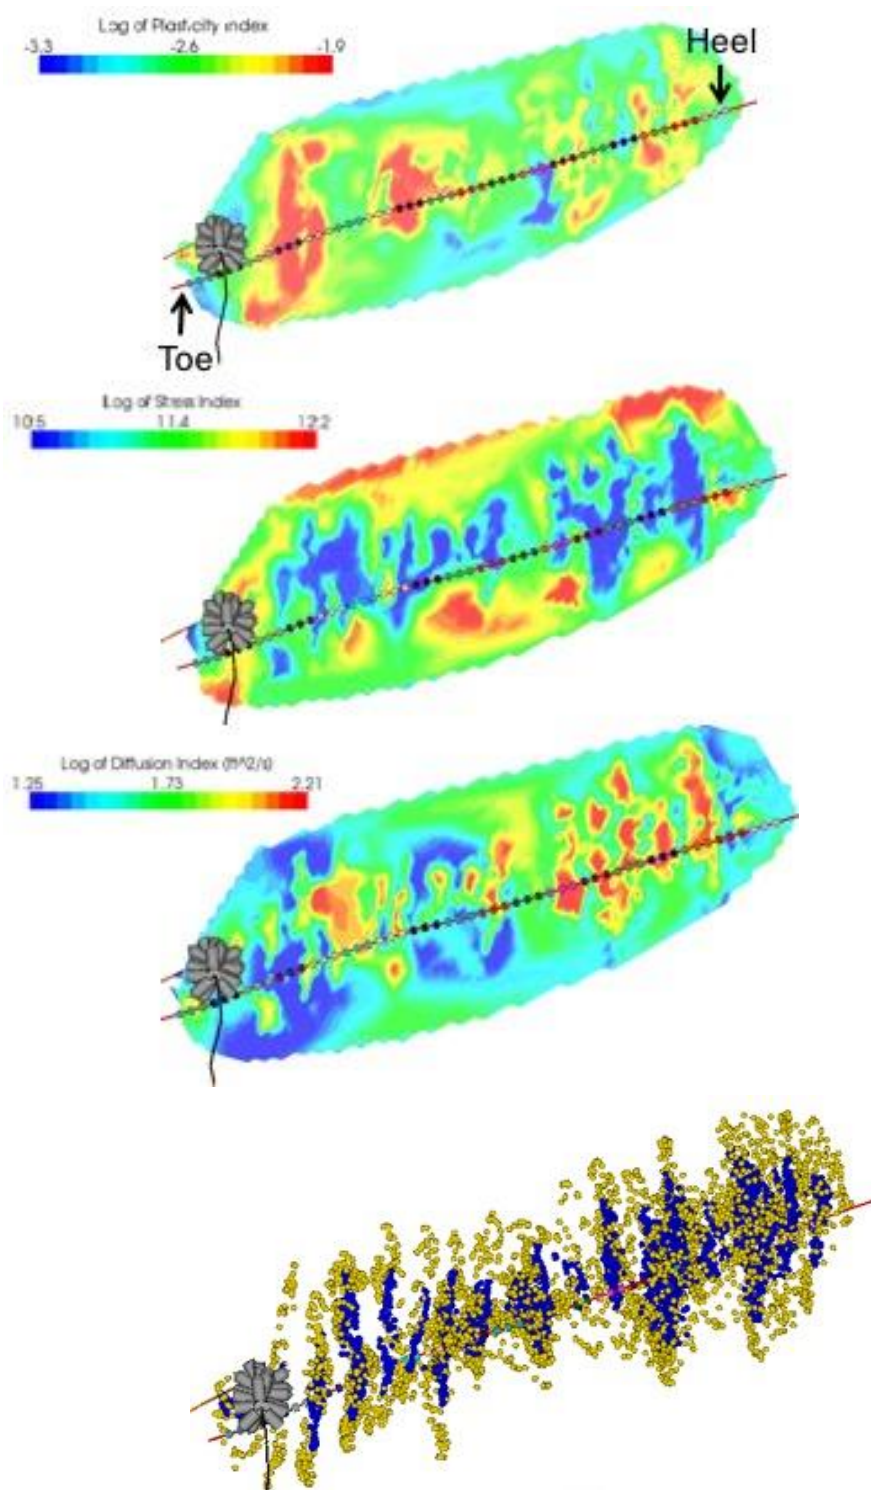 Log of Plasticity Index
-3.3 -2.6 -1.9
Heel
Toe
Log of Stress Index
10.5 11.4 12.2
Log of Diffusion Index (ft^2/s)
1.25 1.73 2.21